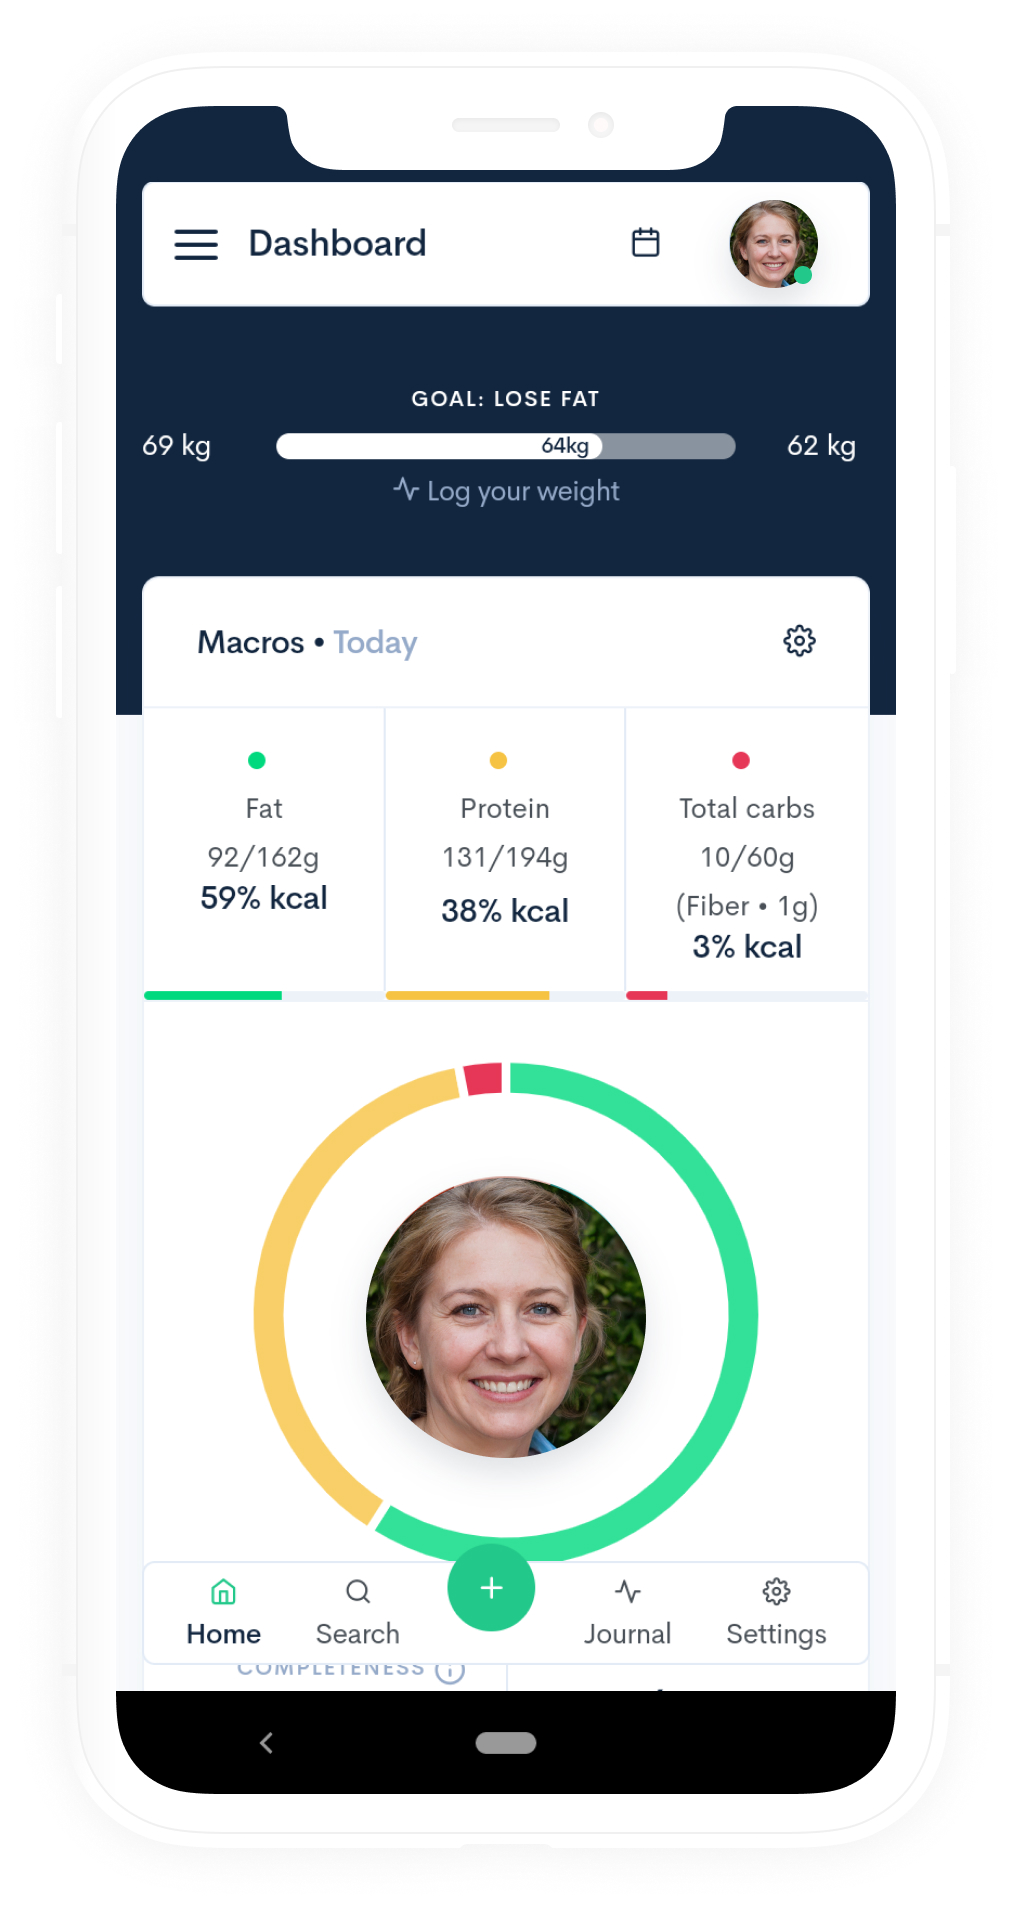 Dashboard
GOAL: LOSE FAT
69 kg
64kg
62 kg
Log your weight
Macros • Today
Fat
92/162g
59% kcal
Protein
131/194g
38% kcal
Total carbs
10/60g
(Fiber • 1g)
3% kcal
Home
Search
Journal
Settings
COMPLETENESS